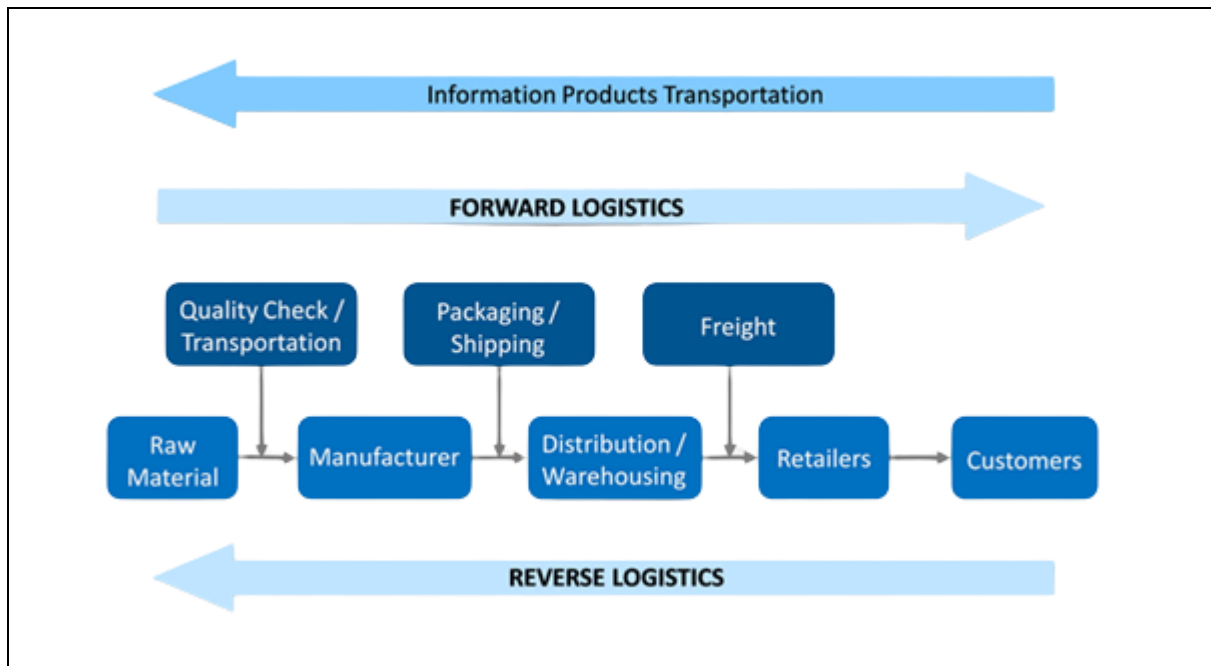 Information Products Transportation
FORWARD LOGISTICS
Quality Check /
Transportation
Packaging /
Shipping
Freight
Raw
Material
Manufacturer
Distribution /
Warehousing
Retailers
Customers
REVERSE LOGISTICS